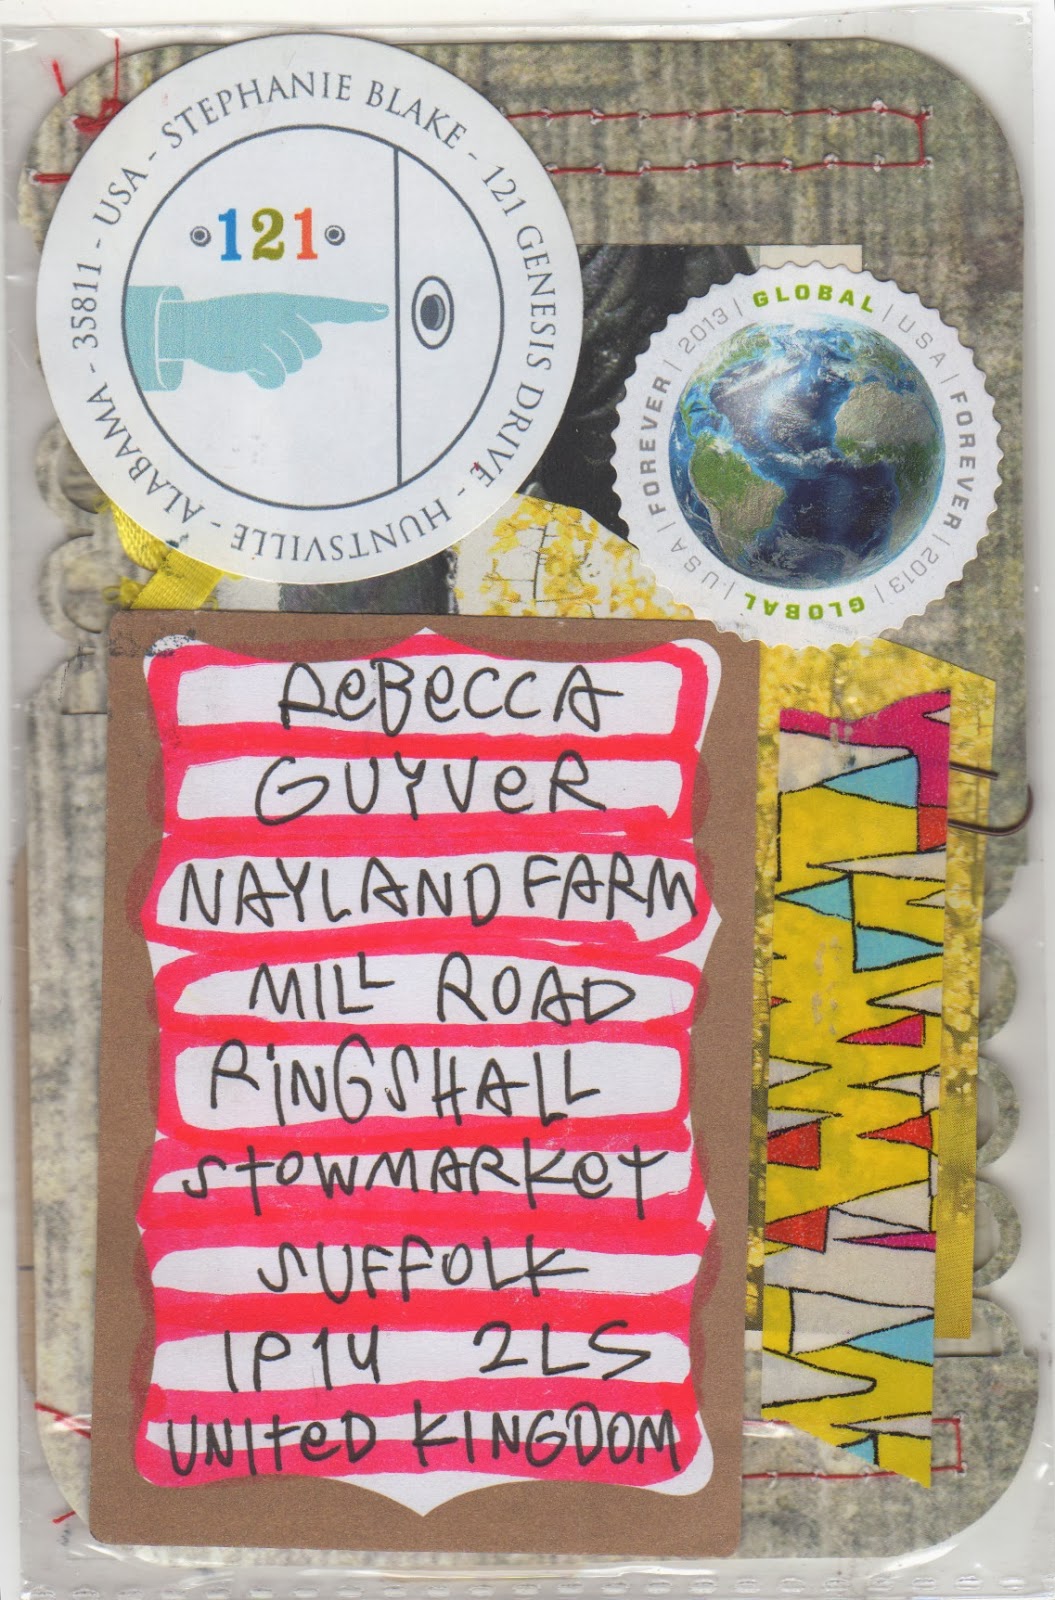 STEPHANIE BLAKE - 121 GENESIS DRIVE - HUNTSVILLE - ALABAMA - 35811 - USA -
121
GLOBAL | USA | FOREVER | 2013 | GLOBAL | USA | FOREVER | 2013 |
REBECCA
GUYVER
NAYLAND FARM
MILL ROAD
RINGSHALL
STOWMARKET
SUFFOLK
IP14 2LS
UNITED KINGDOM